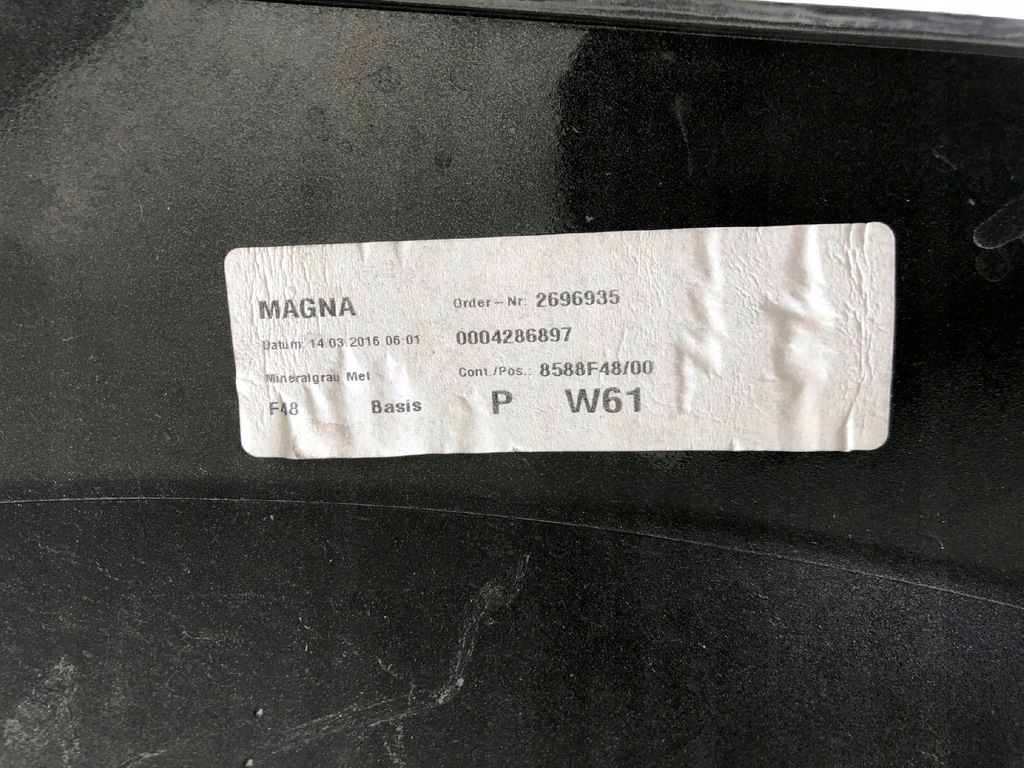 MAGNA Order-Nr: 2696935
Datum: 14.03.2016 06:01 0004286897
Mineralgrau Met Cont./Pos.: 8588F48/00
F48 Basis P W61